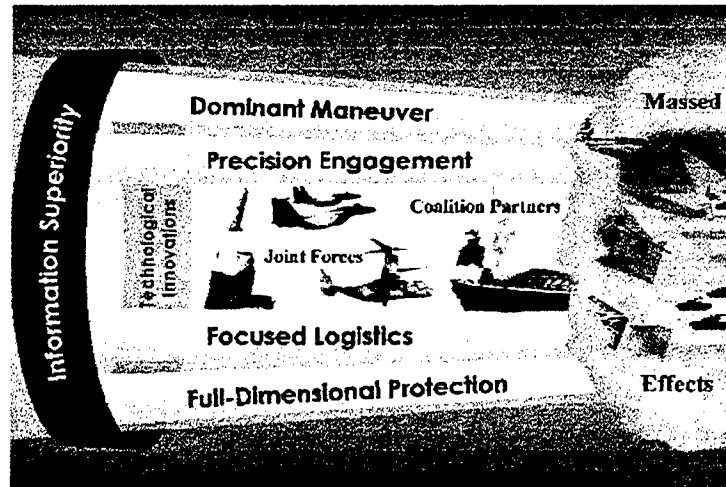 Information Superiority
Dominant Maneuver
Precision Engagement
Technological
Innovations
Coalition Partners
Joint Forces
Focused Logistics
Full-Dimensional Protection
Massed
Effects